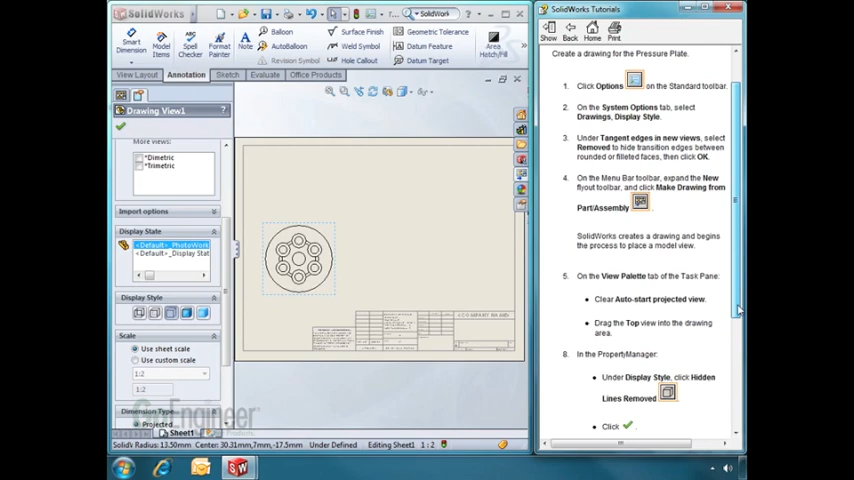 SolidWorks
SolidWorks
Smart
Dimension
Model
Items
Spell
Checker
Format
Painter
Note
Balloon
AutoBalloon
Revision Symbol
Surface Finish
Weld Symbol
Hole Callout
Geometric Tolerance
Datum Feature
Datum Target
Area
Hatch/Fill
View Layout
Annotation
Sketch
Evaluate
Office Products
Drawing View1
?
More views:
*Dimetric
*Trimetric
Import options
Display State
<Default>_PhotoWork
<Default>_Display Stat
Display Style
Scale
Use sheet scale
Use custom scale
1:2
1:2
Dimension Type
Projected
GoEngineer
Sheet1
SolidWorks
Radius: 13.50mm Center: 30.31mm,7mm,-17.5mm
Under Defined
Editing Sheet1
1 : 2
SolidWorks Tutorials
Show
Back
Home
Print
Create a drawing for the Pressure Plate.
1. Click Options on the Standard toolbar.
2. On the System Options tab, select
Drawings, Display Style.
3. Under Tangent edges in new views, select
Removed to hide transition edges between
rounded or filleted faces, then click OK.
4. On the Menu Bar toolbar, expand the New
flyout toolbar, and click Make Drawing from
Part/Assembly .
SolidWorks creates a drawing and begins
the process to place a model view.
5. On the View Palette tab of the Task Pane:
• Clear Auto-start projected view.
• Drag the Top view into the drawing
area.
6. In the PropertyManager:
• Under Display Style, click Hidden
Lines Removed
• Click .